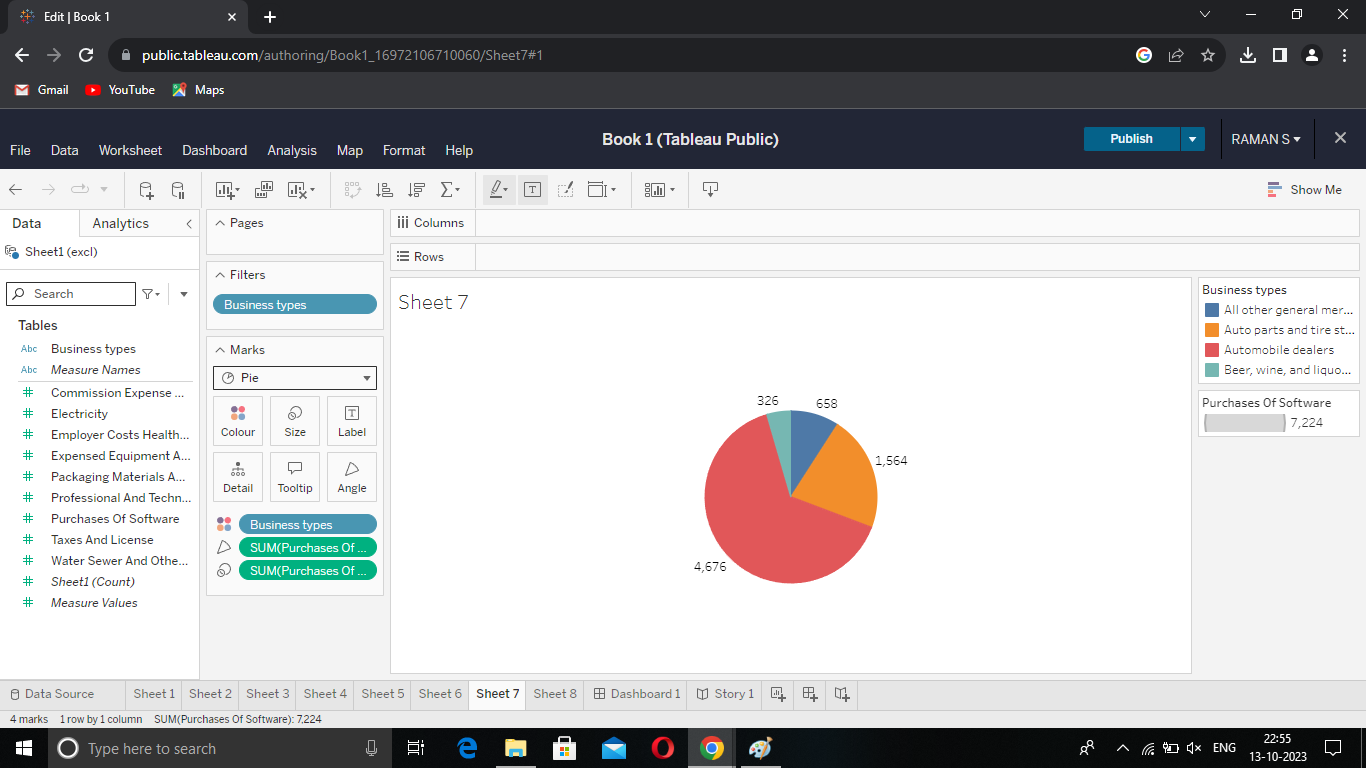 Edit | Book 1
public.tableau.com/authoring/Book1_16972106710060/Sheet7#1
Gmail YouTube Maps
Book 1 (Tableau Public)
Publish
RAMAN S
File Data Worksheet Dashboard Analysis Map Format Help
Show Me
Data Analytics
Sheet1 (excl)
Search
Tables
Abc Business types
Abc Measure Names
Commission Expense ...
Electricity
Employer Costs Health...
Expensed Equipment A...
Packaging Materials A...
Professional And Techn...
Purchases Of Software
Taxes And License
Water Sewer And Othe...
Sheet1 (Count)
Measure Values
Pages
Filters
Business types
Marks
Pie
Colour Size Label
Detail Tooltip Angle
Business types
SUM(Purchases Of ...
SUM(Purchases Of ...
Columns
Rows
Sheet 7
326
658
1,564
4,676
Business types
All other general mer...
Auto parts and tire st...
Automobile dealers
Beer, wine, and liquo...
Purchases Of Software
7,224
Data Source Sheet 1 Sheet 2 Sheet 3 Sheet 4 Sheet 5 Sheet 6 Sheet 7 Sheet 8 Dashboard 1 Story 1
4 marks 1 row by 1 column SUM(Purchases Of Software): 7,224
Type here to search
ENG
22:55
13-10-2023